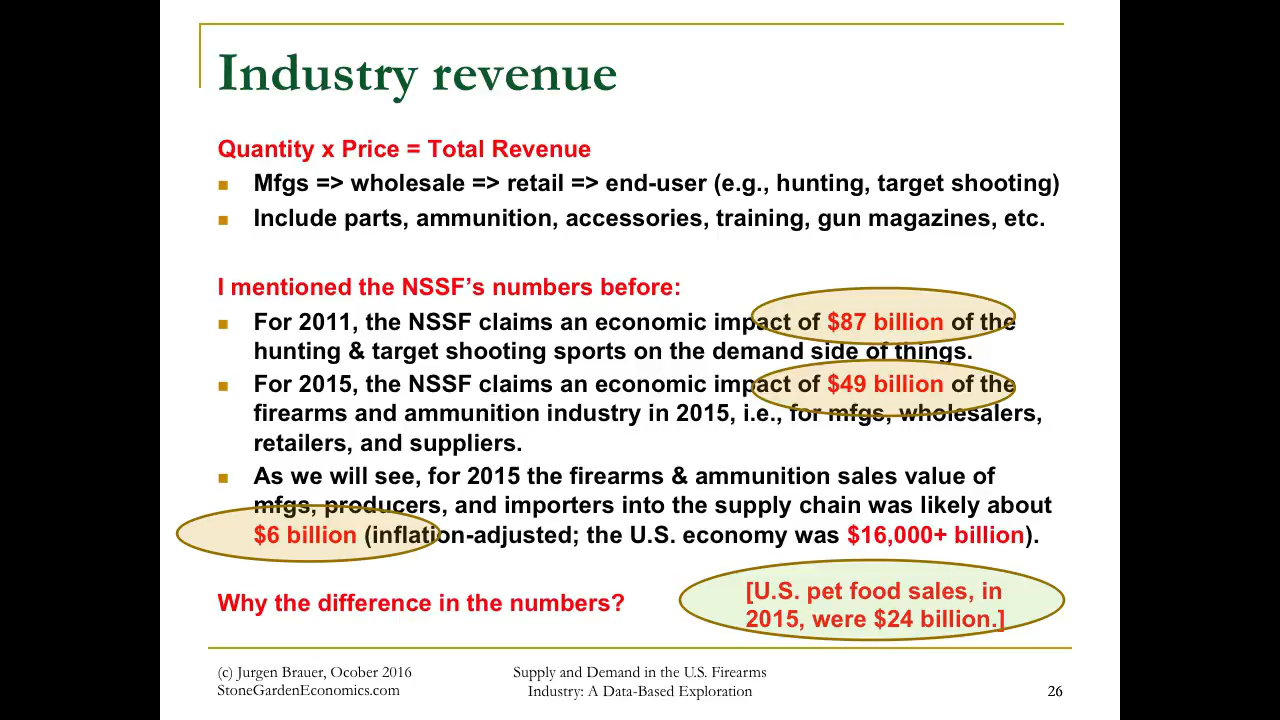 Industry revenue
Quantity x Price = Total Revenue
Mfgs => wholesale => retail => end-user (e.g., hunting, target shooting)
Include parts, ammunition, accessories, training, gun magazines, etc.
I mentioned the NSSF's numbers before:
For 2011, the NSSF claims an economic impact of $87 billion of the
hunting & target shooting sports on the demand side of things.
For 2015, the NSSF claims an economic impact of $49 billion of the
firearms and ammunition industry in 2015, i.e., for mfgs, wholesalers,
retailers, and suppliers.
As we will see, for 2015 the firearms & ammunition sales value of
mfgs, producers, and importers into the supply chain was likely about
$6 billion (inflation-adjusted; the U.S. economy was $16,000+ billion).
Why the difference in the numbers?
[U.S. pet food sales, in
2015, were $24 billion.]
(c) Jurgen Brauer, Ocober 2016
StoneGardenEconomics.com
Supply and Demand in the U.S. Firearms
Industry: A Data-Based Exploration
26